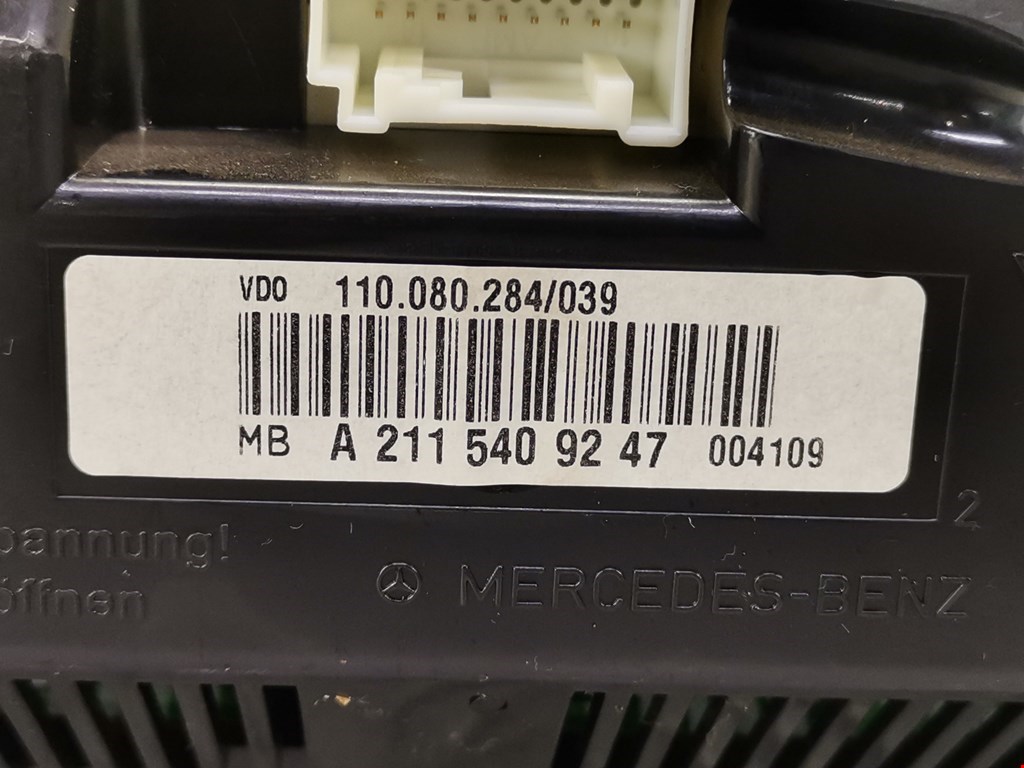 VDO 110.080.284/039
MB A 211 540 92 47 004109
2
pannung!
öffnen
MERCEDES-BENZ